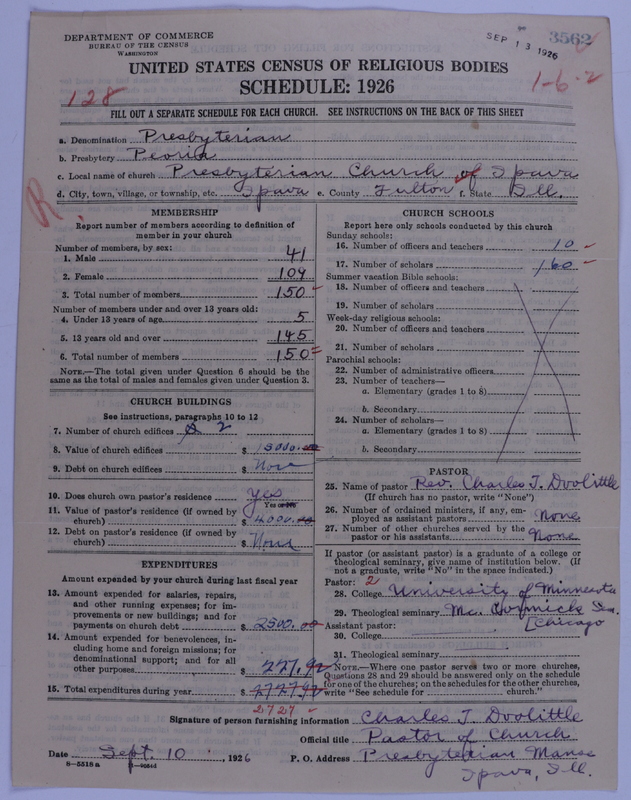 DEPARTMENT OF COMMERCE
BUREAU OF THE CENSUS
WASHINGTON
SEP 13 1926
3562
UNITED STATES CENSUS OF RELIGIOUS BODIES
SCHEDULE: 1926
128
1-6-2
FILL OUT A SEPARATE SCHEDULE FOR EACH CHURCH. SEE INSTRUCTIONS ON THE BACK OF THIS SHEET
a. Denomination Presbyterian
b. Presbytery Peoria
c. Local name of church Presbyterian Church of Ipava
d. City, town, village, or township, etc. Ipava e. County Fulton f. State Ill.
R.
MEMBERSHIP
Report number of members according to definition of
member in your church
Number of members, by sex:
1. Male 41
2. Female 109
3. Total number of members 150
Number of members under and over 13 years old:
4. Under 13 years of age 5
5. 13 years old and over 145
6. Total number of members 150
NOTE.—The total given under Question 6 should be the
same as the total of males and females given under Question 3.
CHURCH BUILDINGS
See instructions, paragraphs 10 to 12
7. Number of church edifices 2
8. Value of church edifices $
9. Debt on church edifices $ None
10. Does church own pastor's residence Yes
Yes or No
11. Value of pastor's residence (if owned by
church) $ 4000.00
12. Debt on pastor's residence (if owned by
church) $ None
EXPENDITURES
Amount expended by your church during last fiscal year
13. Amount expended for salaries, repairs,
and other running expenses; for im-
provements or new buildings; and for
payments on church debt $ 2500.00
14. Amount expended for benevolences, in-
cluding home and foreign missions; for
denominational support; and for all
other purposes $ 227.92
15. Total expenditures during year $ 2727.92
2727
CHURCH SCHOOLS
Report here only schools conducted by this church
Sunday schools:
16. Number of officers and teachers 10
17. Number of scholars 160
Summer vacation Bible schools:
18. Number of officers and teachers
19. Number of scholars
Week-day religious schools:
20. Number of officers and teachers
21. Number of scholars
Parochial schools:
22. Number of administrative officers
23. Number of teachers—
a. Elementary (grades 1 to 8)
b. Secondary
24. Number of scholars—
a. Elementary (grades 1 to 8)
b. Secondary
PASTOR
25. Name of pastor Rev. Charles T. Doolittle
(If church has no pastor, write "None")
26. Number of ordained ministers, if any, em-
ployed as assistant pastors None
27. Number of other churches served by the
pastor or his assistants None
If pastor (or assistant pastor) is a graduate of a college or
theological seminary, give name of institution below. (If
not a graduate, write "No" in the space indicated.)
Pastor: 2
28. College University of Minnesota
29. Theological seminary Mc. Cormick Sem.
Assistant pastor: [Chicago
30. College
31. Theological seminary
NOTE.—Where one pastor serves two or more churches,
Questions 28 and 29 should be answered only on the schedule
for one of the churches; on the schedules for the other churches,
write "See schedule for church."
Signature of person furnishing information Charles T. Doolittle
Official title Pastor of Church
Date Sept. 10, 1926 P. O. Address Presbyterian Manse
8—5518a Ipava, Ill.